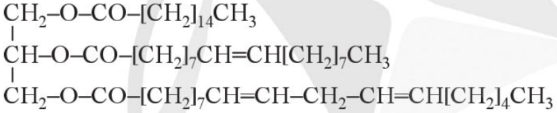 CH₂–O–CO–[CH₂]₁₄CH₃
CH–O–CO–[CH₂]₇CH=CH[CH₂]₇CH₃
CH₂–O–CO–[CH₂]₇CH=CH–CH₂–CH=CH[CH₂]₄CH₃